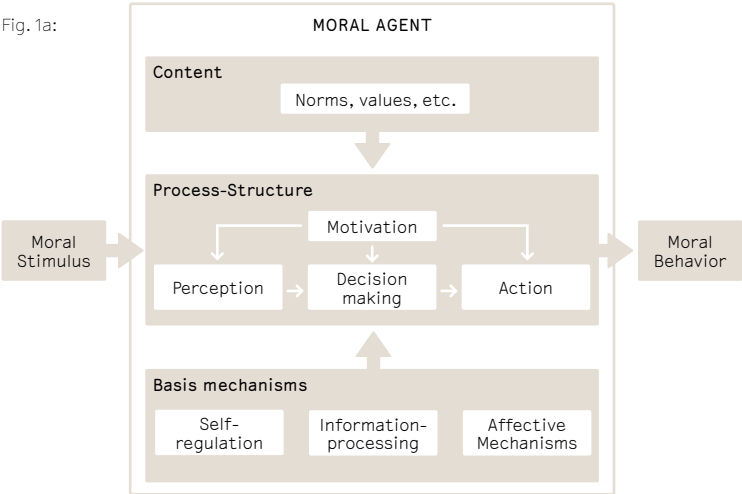 Fig. 1a:
MORAL AGENT
Content
Norms, values, etc.
Process-Structure
Motivation
Moral
Stimulus
Perception
Decision
making
Action
Moral
Behavior
Basis mechanisms
Self-
regulation
Information-
processing
Affective
Mechanisms